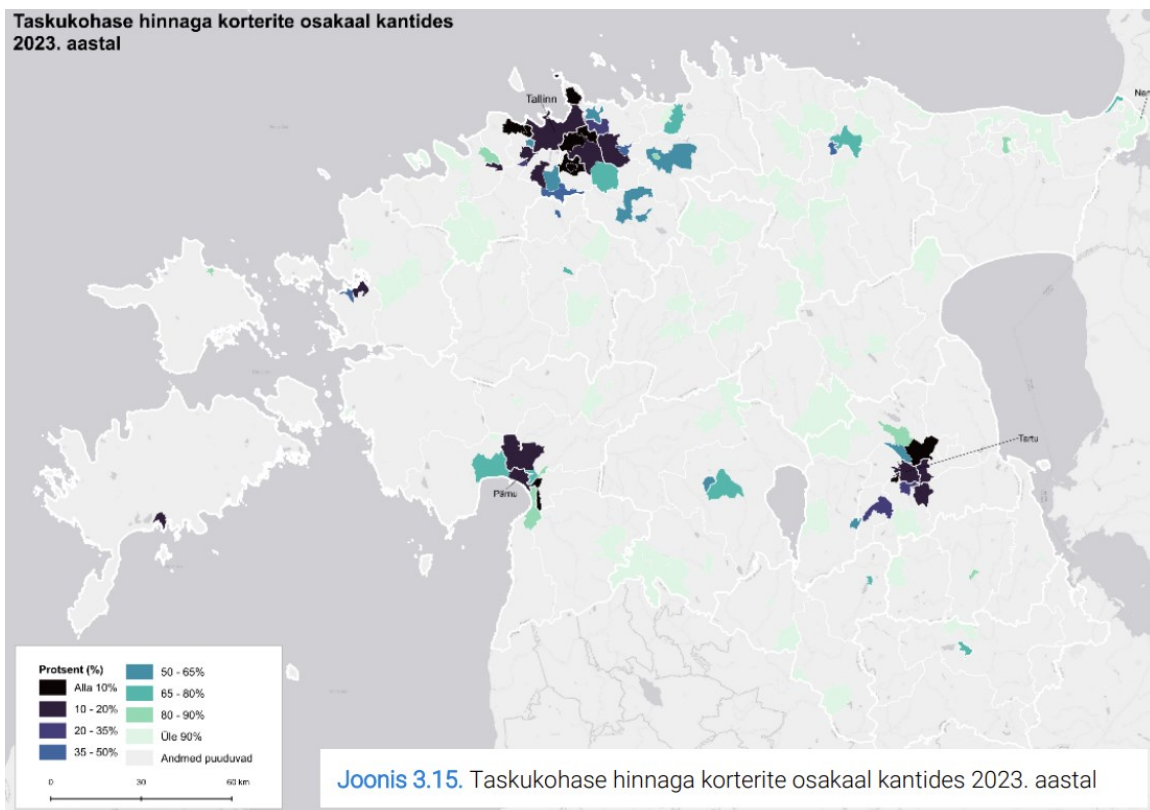 Taskukohase hinnaga korterite osakaal kantides
2023. aastal
Tallinn
Pärnu
Tartu
Protsent (%)
Alla 10%
10 - 20%
20 - 35%
35 - 50%
50 - 65%
65 - 80%
80 - 90%
Üle 90%
Andmed puuduvad
0 30 60 km
Joonis 3.15. Taskukohase hinnaga korterite osakaal kantides 2023. aastal